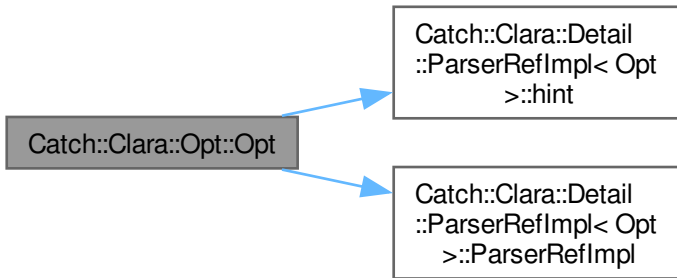 Catch::Clara::Detail
::ParserRefImpl< Opt
>::hint
Catch::Clara::Opt::Opt
Catch::Clara::Detail
::ParserRefImpl< Opt
>::ParserRefImpl